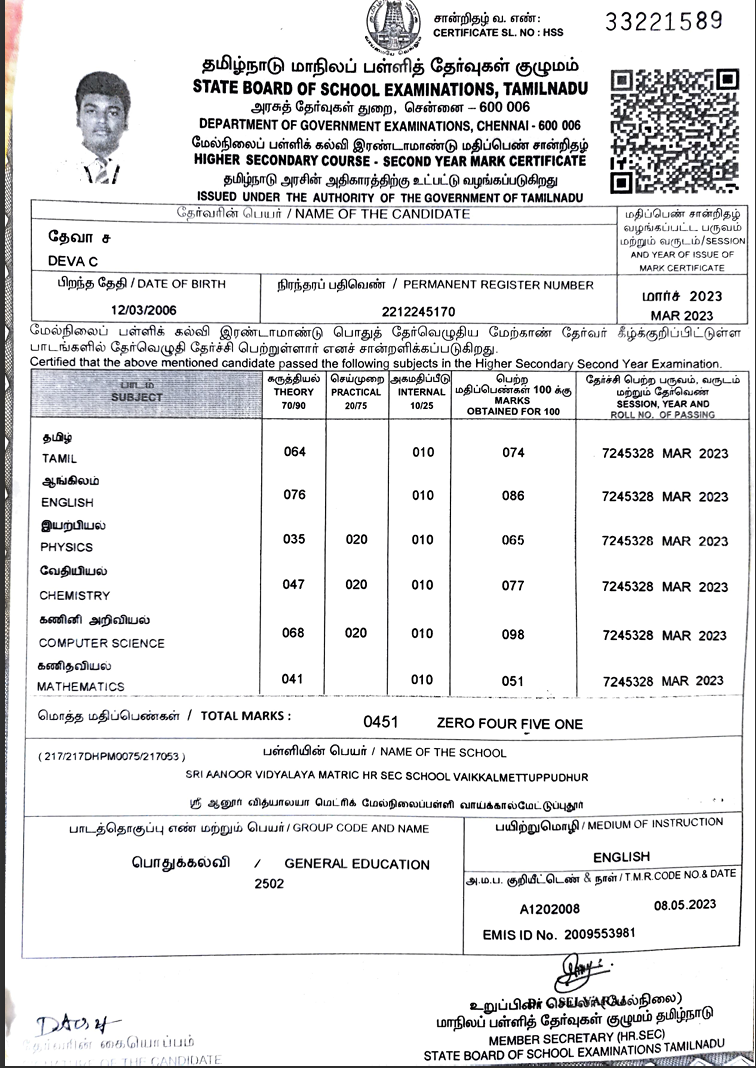 சான்றிதழ் வ. எண்:
CERTIFICATE SL. NO : HSS
33221589
தமிழ்நாடு மாநிலப் பள்ளித் தேர்வுகள் குழுமம்
STATE BOARD OF SCHOOL EXAMINATIONS, TAMILNADU
அரசுத் தேர்வுகள் துறை, சென்னை – 600 006
DEPARTMENT OF GOVERNMENT EXAMINATIONS, CHENNAI - 600 006
மேல்நிலைப் பள்ளிக் கல்வி இரண்டாமாண்டு மதிப்பெண் சான்றிதழ்
HIGHER SECONDARY COURSE - SECOND YEAR MARK CERTIFICATE
தமிழ்நாடு அரசின் அதிகாரத்திற்கு உட்பட்டு வழங்கப்படுகிறது
ISSUED UNDER THE AUTHORITY OF THE GOVERNMENT OF TAMILNADU
தேர்வரின் பெயர் / NAME OF THE CANDIDATE
தேவா ச
DEVA C
மதிப்பெண் சான்றிதழ்
வழங்கப்பட்ட பருவம்
மற்றும் வருடம்/SESSION
AND YEAR OF ISSUE OF
MARK CERTIFICATE
மார்ச் 2023
MAR 2023
பிறந்த தேதி / DATE OF BIRTH
12/03/2006
நிரந்தரப் பதிவெண் / PERMANENT REGISTER NUMBER
2212245170
மேல்நிலைப் பள்ளிக் கல்வி இரண்டாமாண்டு பொதுத் தேர்வெழுதிய மேற்காண் தேர்வர் கீழ்க்குறிப்பிட்டுள்ள
பாடங்களில் தேர்வெழுதி தேர்ச்சி பெற்றுள்ளார் எனச் சான்றளிக்கப்படுகிறது.
Certified that the above mentioned candidate passed the following subjects in the Higher Secondary Second Year Examination.
பாடம்
SUBJECT
கருத்தியல்
THEORY
70/90
செய்முறை
PRACTICAL
20/75
அகமதிப்பீடு
INTERNAL
10/25
பெற்ற
மதிப்பெண்கள் 100 க்கு
MARKS
OBTAINED FOR 100
தேர்ச்சி பெற்ற பருவம், வருடம்
மற்றும் தேர்வெண்
SESSION, YEAR AND
ROLL NO. OF PASSING
தமிழ்
TAMIL 064 010 074 7245328 MAR 2023
ஆங்கிலம்
ENGLISH 076 010 086 7245328 MAR 2023
இயற்பியல்
PHYSICS 035 020 010 065 7245328 MAR 2023
வேதியியல்
CHEMISTRY 047 020 010 077 7245328 MAR 2023
கணினி அறிவியல்
COMPUTER SCIENCE 068 020 010 098 7245328 MAR 2023
கணிதவியல்
MATHEMATICS 041 010 051 7245328 MAR 2023
மொத்த மதிப்பெண்கள் / TOTAL MARKS : 0451 ZERO FOUR FIVE ONE
( 217/217DHPM0075/217053 ) பள்ளியின் பெயர் / NAME OF THE SCHOOL
SRI AANOOR VIDYALAYA MATRIC HR SEC SCHOOL VAIKKALMETTUPPUDHUR
ஸ்ரீ ஆனூர் வித்யாலயா மெட்ரிக் மேல்நிலைப்பள்ளி வாய்க்கால்மேட்டுப்புதூர்
பாடத்தொகுப்பு எண் மற்றும் பெயர் / GROUP CODE AND NAME
பொதுக்கல்வி / GENERAL EDUCATION
2502
பயிற்றுமொழி / MEDIUM OF INSTRUCTION
ENGLISH
அ.ம.ப. குறியீட்டெண் & நாள் / T.M.R.CODE NO.& DATE
A1202008 08.05.2023
EMIS ID No. 2009553981
உறுப்பினர் செயலர் (மேல்நிலை)
மாநிலப் பள்ளித் தேர்வுகள் குழுமம் தமிழ்நாடு
MEMBER SECRETARY (HR.SEC)
STATE BOARD OF SCHOOL EXAMINATIONS TAMILNADU
தேர்வரின் கையொப்பம்
SIGNATURE OF THE CANDIDATE